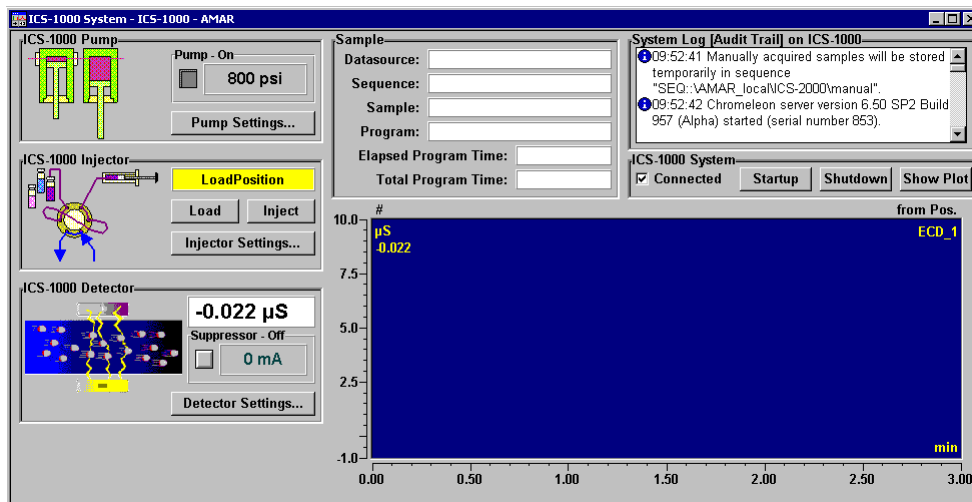 ICS-1000 System - ICS-1000 - AMAR
ICS-1000 Pump
Pump - On
800 psi
Pump Settings...
ICS-1000 Injector
LoadPosition
Load
Inject
Injector Settings...
ICS-1000 Detector
-0.022 µS
Suppressor - Off
0 mA
Detector Settings...
Sample
Datasource:
Sequence:
Sample:
Program:
Elapsed Program Time:
Total Program Time:
System Log [Audit Trail] on ICS-1000
09:52:41 Manually acquired samples will be stored
temporarily in sequence
"SEQ::\AMAR_local\ICS-2000\manual".
09:52:42 Chromeleon server version 6.50 SP2 Build
957 (Alpha) started (serial number 853).
ICS-1000 System
Connected
Startup
Shutdown
Show Plot
#
from Pos.
10.0
µS
ECD_1
-0.022
7.5
5.0
2.5
min
-1.0
0.00 0.50 1.00 1.50 2.00 2.50 3.00